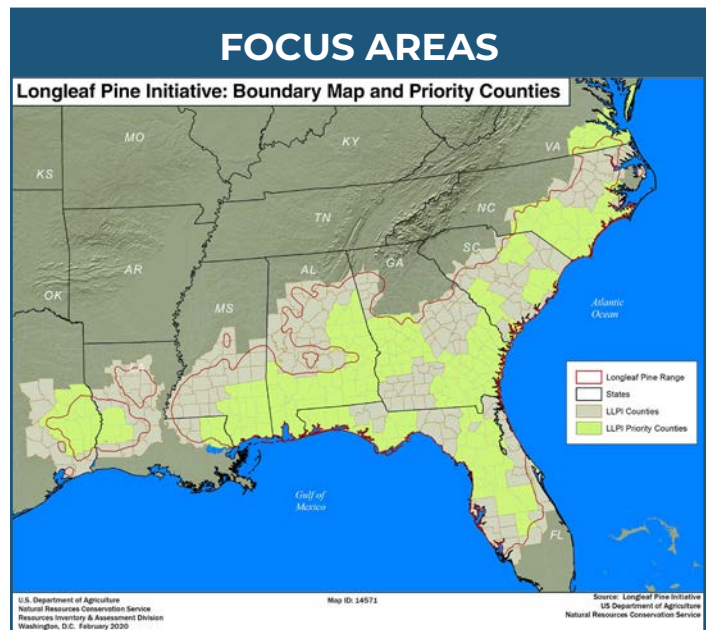 FOCUS AREAS
Longleaf Pine Initiative: Boundary Map and Priority Counties
MO
KY
VA
KS
TN
NC
AR
SC
OK
AL
GA
MS
Atlantic
Ocean
Longleaf Pine Range
States
LLPI Counties
LLPI Priority Counties
Gulf of
Mexico
FL
U.S. Department of Agriculture
Natural Resources Conservation Service
Resources Inventory & Assessment Division
Washington, D.C. February 2020
Map ID: 14571
Source: Longleaf Pine Initiative
US Department of Agriculture
Natural Resources Conservation Service